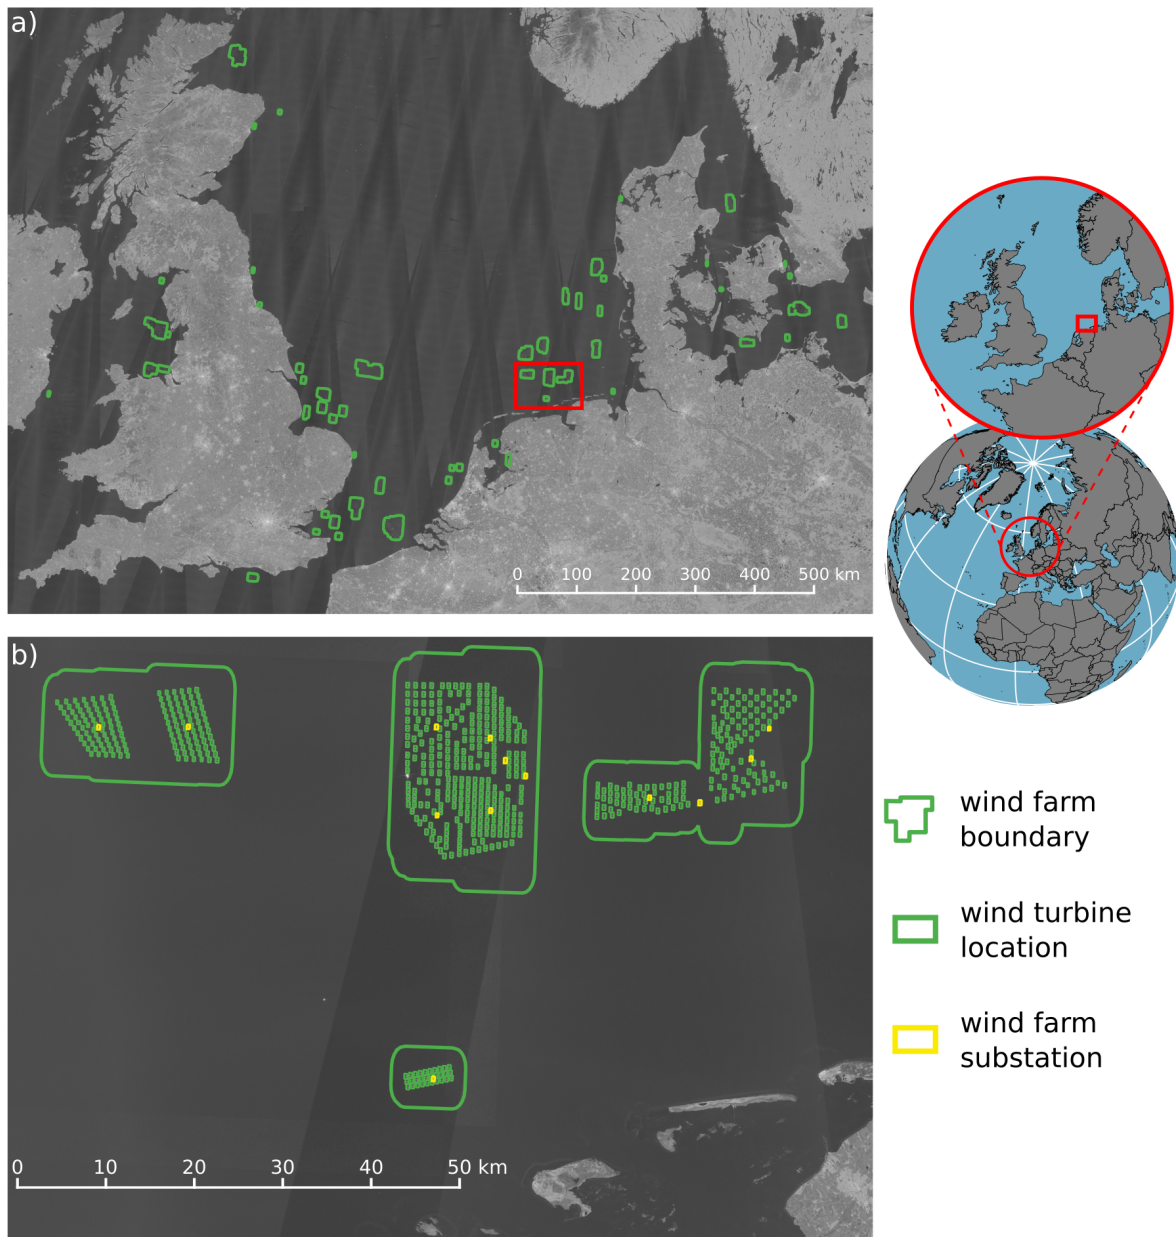 a)
0 100 200 300 400 500 km
b)
0 10 20 30 40 50 km
wind farm
boundary
wind turbine
location
wind farm
substation